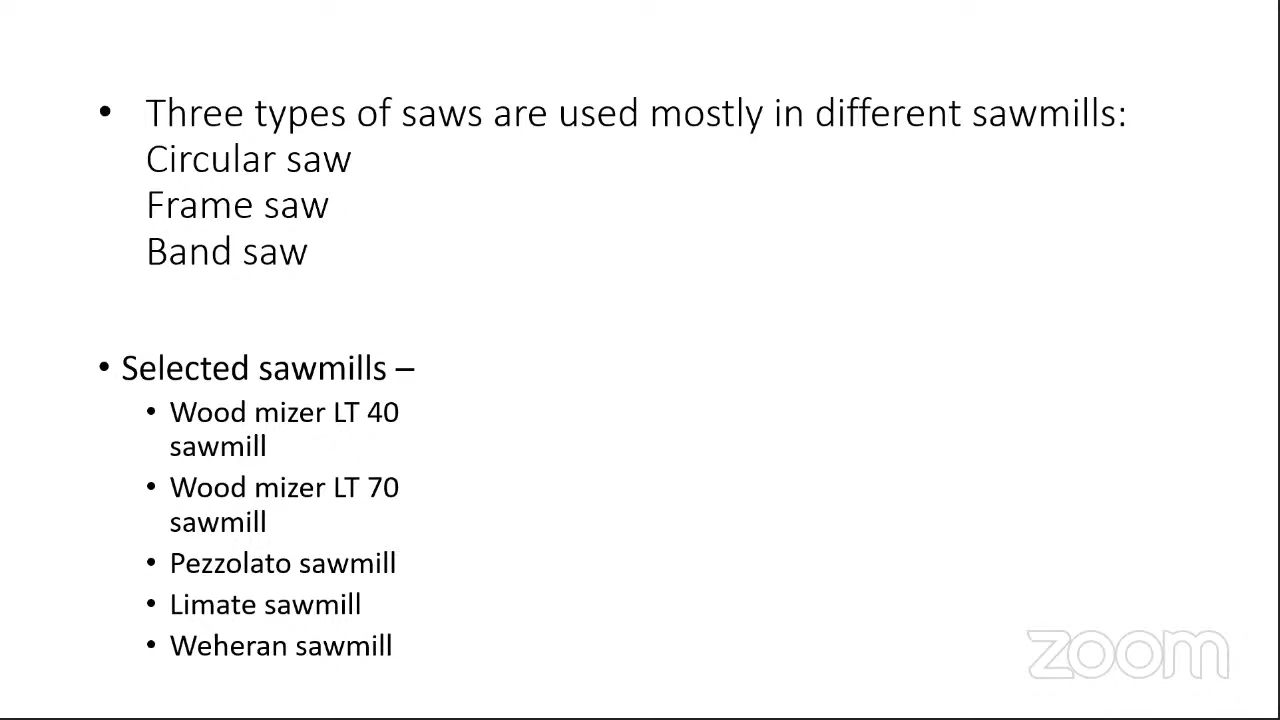 • Three types of saws are used mostly in different sawmills:
Circular saw
Frame saw
Band saw
• Selected sawmills –
• Wood mizer LT 40
sawmill
• Wood mizer LT 70
sawmill
• Pezzolato sawmill
• Limate sawmill
• Weheran sawmill
zoom